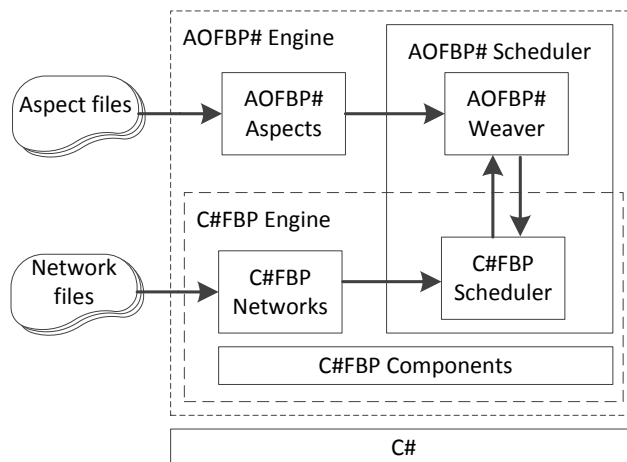 AOFBP# Engine
AOFBP# Scheduler
Aspect files
AOFBP#
Aspects
AOFBP#
Weaver
C#FBP Engine
Network
files
C#FBP
Networks
C#FBP
Scheduler
C#FBP Components
C#